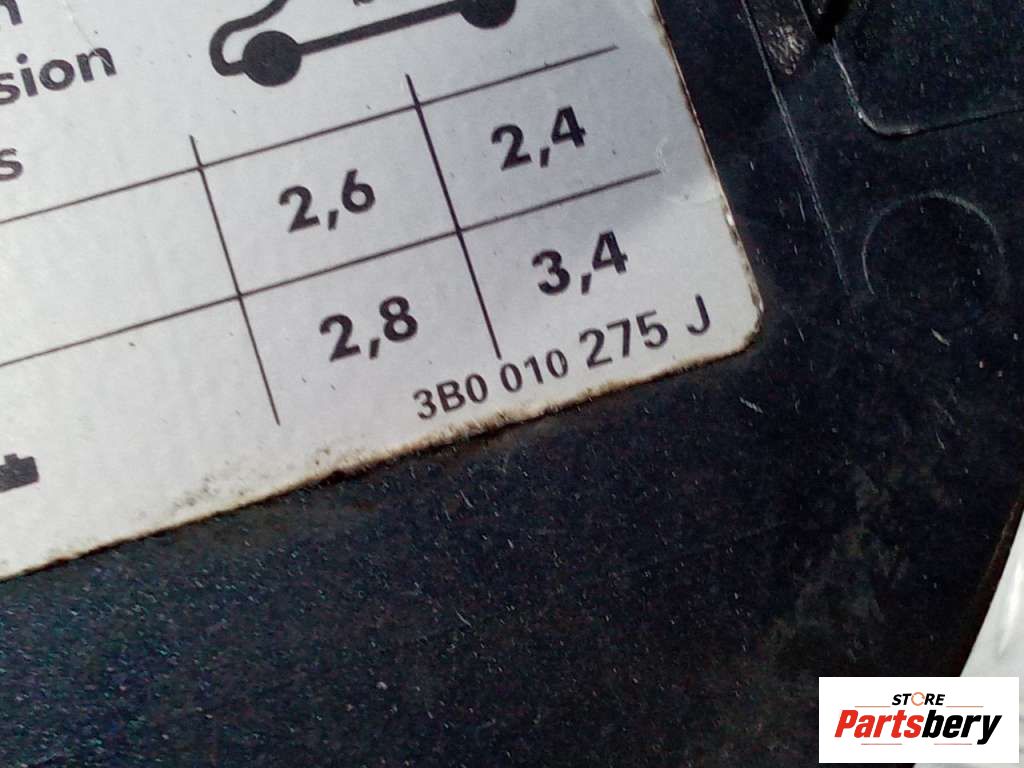 sion
s
2,6 2,4
2,8 3,4
3B0 010 275 J
STORE
Partsbery